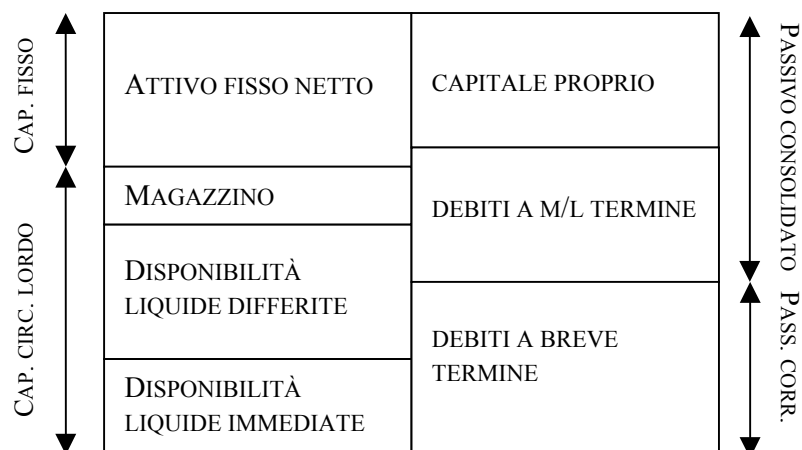 CAP. FISSO
CAP. CIRC. LORDO
ATTIVO FISSO NETTO
MAGAZZINO
DISPONIBILITÀ
LIQUIDE DIFFERITE
DISPONIBILITÀ
LIQUIDE IMMEDIATE
CAPITALE PROPRIO
DEBITI A M/L TERMINE
DEBITI A BREVE
TERMINE
PASSIVO CONSOLIDATO
PASS. CORR.